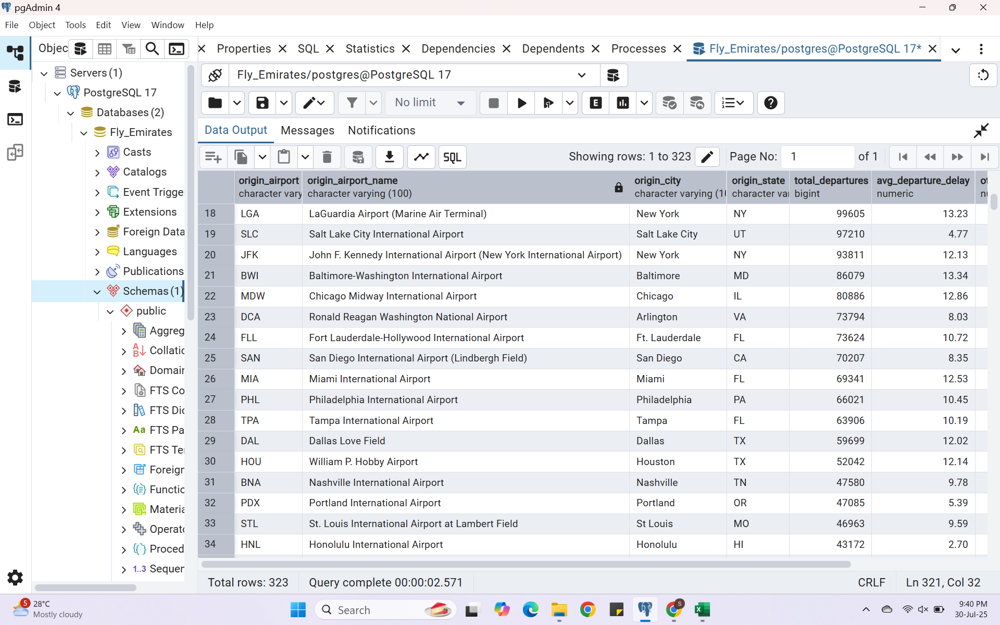 pgAdmin 4
File Object Tools Edit View Window Help
Objec
Properties SQL Statistics Dependencies Dependents Processes Fly_Emirates/postgres@PostgreSQL 17*
Servers (1)
PostgreSQL 17
Databases (2)
Fly_Emirates
Casts
Catalogs
Event Trigge
Extensions
Foreign Data
Languages
Publications
Schemas (1)
public
Aggreg
Collatio
Domain
FTS Co
FTS Dic
Aa FTS Pa
FTS Te
Foreign
Functio
Materia
Operato
Proced
1..3 Sequen
Fly_Emirates/postgres@PostgreSQL 17
No limit
E
Data Output Messages Notifications
SQL
Showing rows: 1 to 323 Page No: 1 of 1
origin_airport origin_airport_name origin_city origin_state total_departures avg_departure_delay
character vary character varying (100) character varying (10 character va bigint numeric
18 LGA LaGuardia Airport (Marine Air Terminal) New York NY 99605 13.23
19 SLC Salt Lake City International Airport Salt Lake City UT 97210 4.77
20 JFK John F. Kennedy International Airport (New York International Airport) New York NY 93811 12.13
21 BWI Baltimore-Washington International Airport Baltimore MD 86079 13.34
22 MDW Chicago Midway International Airport Chicago IL 80886 12.86
23 DCA Ronald Reagan Washington National Airport Arlington VA 73794 8.03
24 FLL Fort Lauderdale-Hollywood International Airport Ft. Lauderdale FL 73624 10.72
25 SAN San Diego International Airport (Lindbergh Field) San Diego CA 70207 8.35
26 MIA Miami International Airport Miami FL 69341 12.53
27 PHL Philadelphia International Airport Philadelphia PA 66021 10.45
28 TPA Tampa International Airport Tampa FL 63906 10.19
29 DAL Dallas Love Field Dallas TX 59699 12.02
30 HOU William P. Hobby Airport Houston TX 52042 12.14
31 BNA Nashville International Airport Nashville TN 47580 9.78
32 PDX Portland International Airport Portland OR 47085 5.39
33 STL St. Louis International Airport at Lambert Field St Louis MO 46963 9.59
34 HNL Honolulu International Airport Honolulu HI 43172 2.70
Total rows: 323 Query complete 00:00:02.571 CRLF Ln 321, Col 32
5
28°C
Mostly cloudy
Search
S
9:40 PM
30-Jul-25